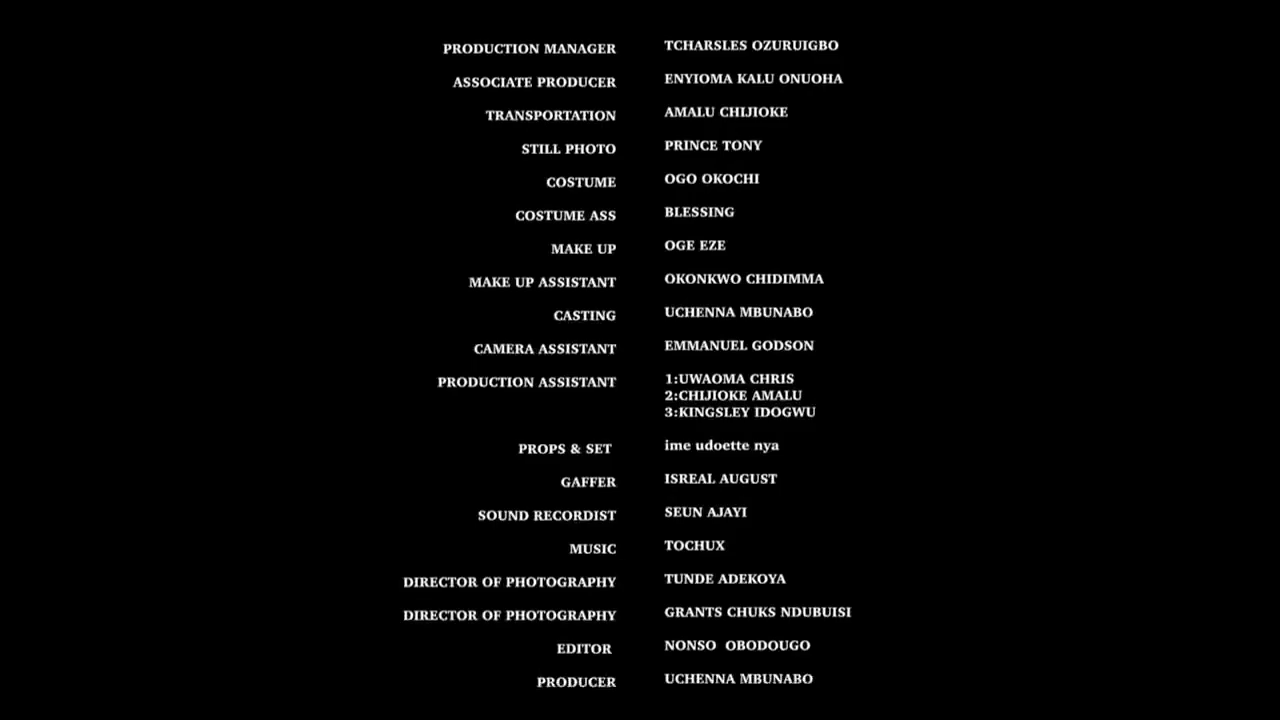 PRODUCTION MANAGER TCHARSLES OZURUIGBO
ASSOCIATE PRODUCER ENYIOMA KALU ONUOHA
TRANSPORTATION AMALU CHIJIOKE
STILL PHOTO PRINCE TONY
COSTUME OGO OKOCHI
COSTUME ASS BLESSING
MAKE UP OGE EZE
MAKE UP ASSISTANT OKONKWO CHIDIMMA
CASTING UCHENNA MBUNABO
CAMERA ASSISTANT EMMANUEL GODSON
PRODUCTION ASSISTANT 1:UWAOMA CHRIS
2:CHIJIOKE AMALU
3:KINGSLEY IDOGWU
PROPS & SET ime udoette nya
GAFFER ISREAL AUGUST
SOUND RECORDIST SEUN AJAYI
MUSIC TOCHUX
DIRECTOR OF PHOTOGRAPHY TUNDE ADEKOYA
DIRECTOR OF PHOTOGRAPHY GRANTS CHUKS NDUBUISI
EDITOR NONSO OBODOUGO
PRODUCER UCHENNA MBUNABO